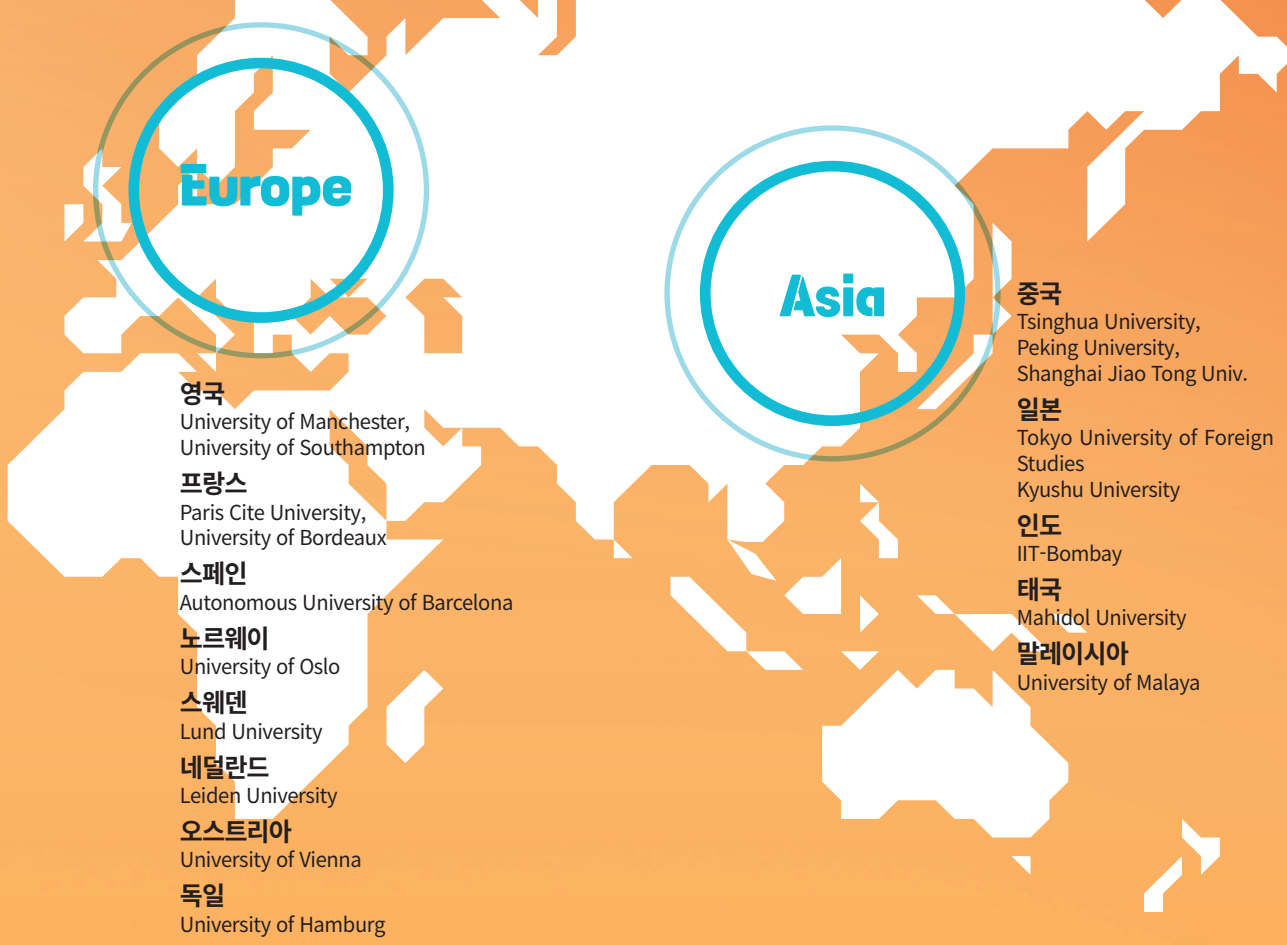 Europe
영국
University of Manchester,
University of Southampton
프랑스
Paris Cite University,
University of Bordeaux
스페인
Autonomous University of Barcelona
노르웨이
University of Oslo
스웨덴
Lund University
네덜란드
Leiden University
오스트리아
University of Vienna
독일
University of Hamburg
Asia
중국
Tsinghua University,
Peking University,
Shanghai Jiao Tong Univ.
일본
Tokyo University of Foreign
Studies
Kyushu University
인도
IIT-Bombay
태국
Mahidol University
말레이시아
University of Malaya